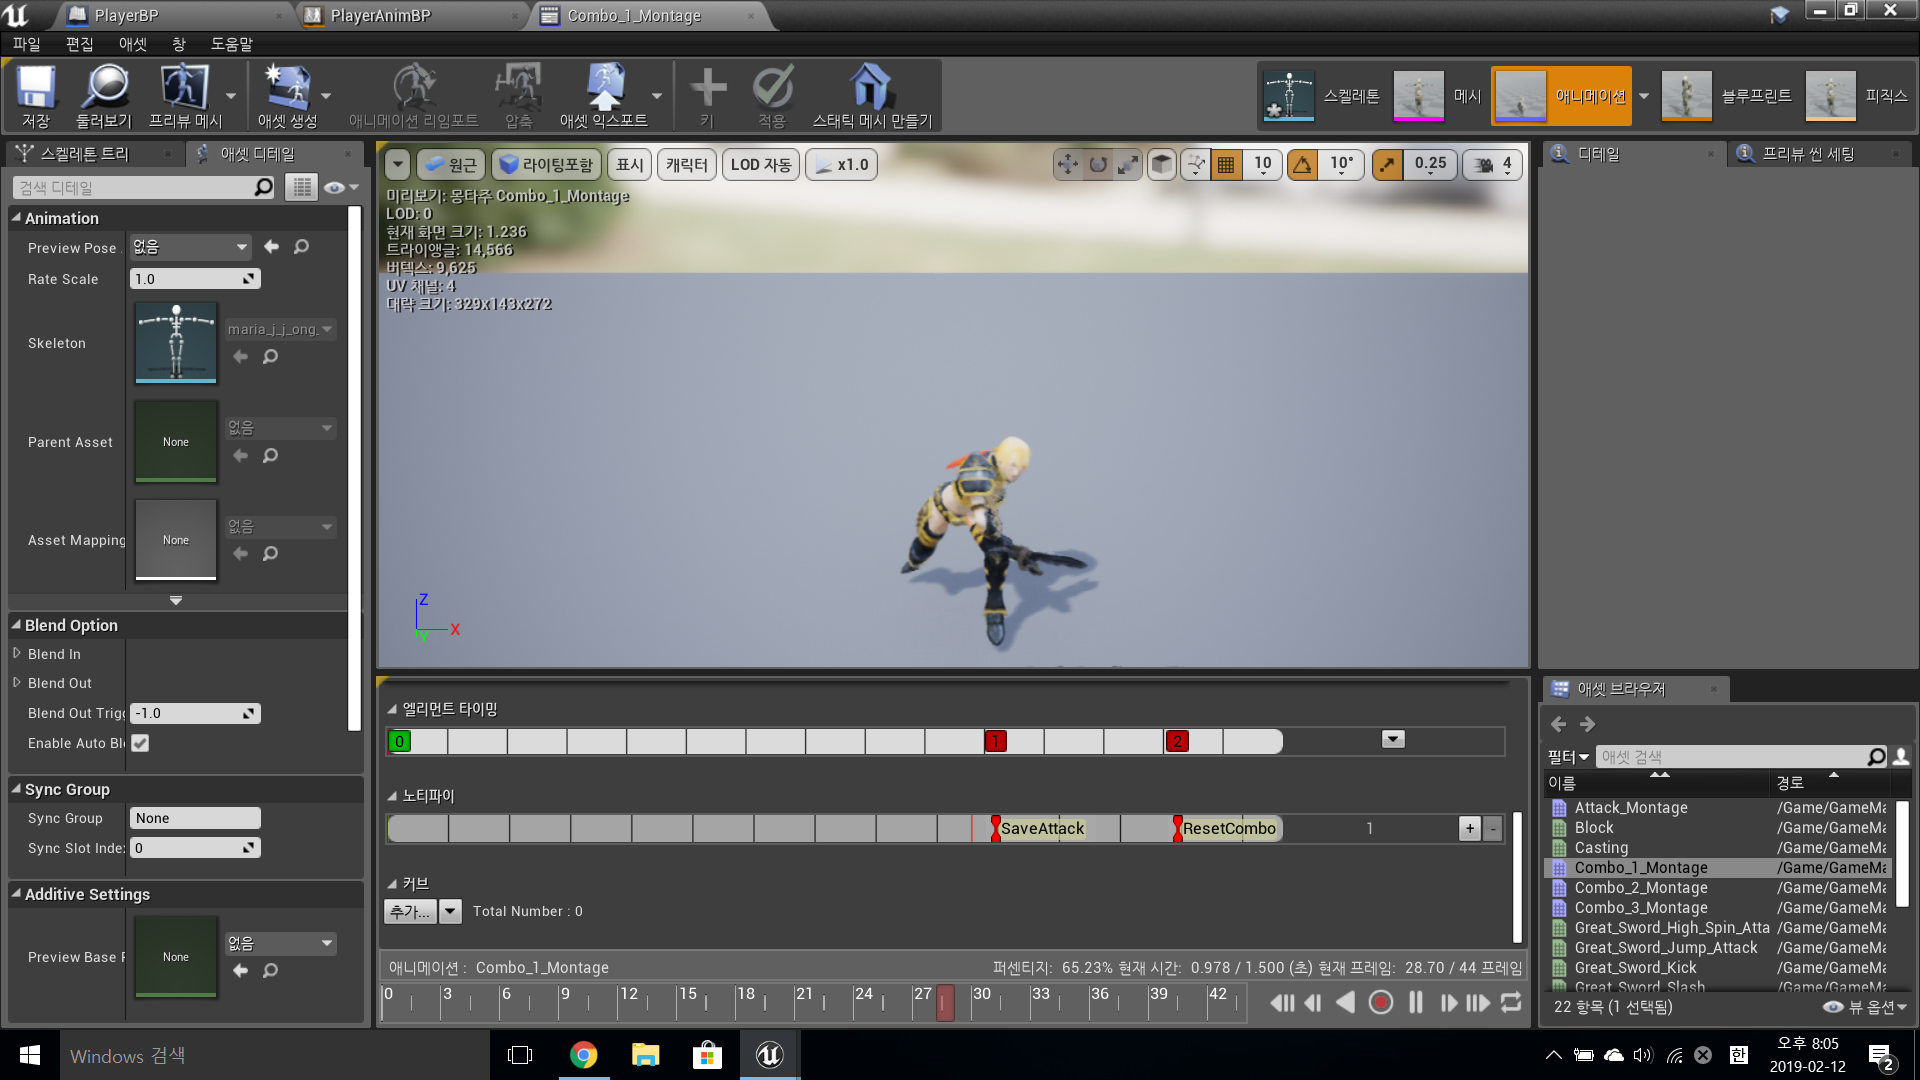 PlayerBP
PlayerAnimBP
Combo_1_Montage
파일 편집 애셋 창 도움말
저장
둘러보기
프리뷰 메시
애셋 생성
애니메이션 리임포트
압축
애셋 익스포트
키
적용
스태틱 메시 만들기
스켈레톤
메시
애니메이션
블루프린트
피직스
스켈레톤 트리
애셋 디테일
검색 디테일
Animation
Preview Pose
없음
Rate Scale
1.0
Skeleton
maria_j_j_ong_
Parent Asset
None
없음
Asset Mapping
None
없음
Blend Option
Blend In
Blend Out
Blend Out Trigg
-1.0
Enable Auto Bl
Sync Group
Sync Group
None
Sync Slot Index
0
Additive Settings
Preview Base P
None
없음
원근
라이팅포함
표시
캐릭터
LOD 자동
x1.0
10
10°
0.25
4
미리보기: 몽타주 Combo_1_Montage
LOD: 0
현재 화면 크기: 1.236
트라이앵글: 14,566
버텍스: 9,625
UV 채널: 4
대략 크기: 329x143x272
Z
X
Y
엘리먼트 타이밍
0
1
2
노티파이
SaveAttack
ResetCombo
1
+
-
커브
추가...
Total Number : 0
애니메이션 : Combo_1_Montage
퍼센티지: 65.23% 현재 시간: 0.978 / 1.500 (초) 현재 프레임: 28.70 / 44 프레임
0 3 6 9 12 15 18 21 24 27 30 33 36 39 42
디테일
프리뷰 씬 세팅
애셋 브라우저
필터
애셋 검색
이름
경로
Attack_Montage /Game/GameMa
Block /Game/GameMa
Casting /Game/GameMa
Combo_1_Montage /Game/GameMa
Combo_2_Montage /Game/GameMa
Combo_3_Montage /Game/GameMa
Great_Sword_High_Spin_Atta /Game/GameMa
Great_Sword_Jump_Attack /Game/GameMa
Great_Sword_Kick /Game/GameMa
Great_Sword_Slash /Game/GameMa
22 항목 (1 선택됨)
뷰 옵션
Windows 검색
한
오후 8:05
2019-02-12
2